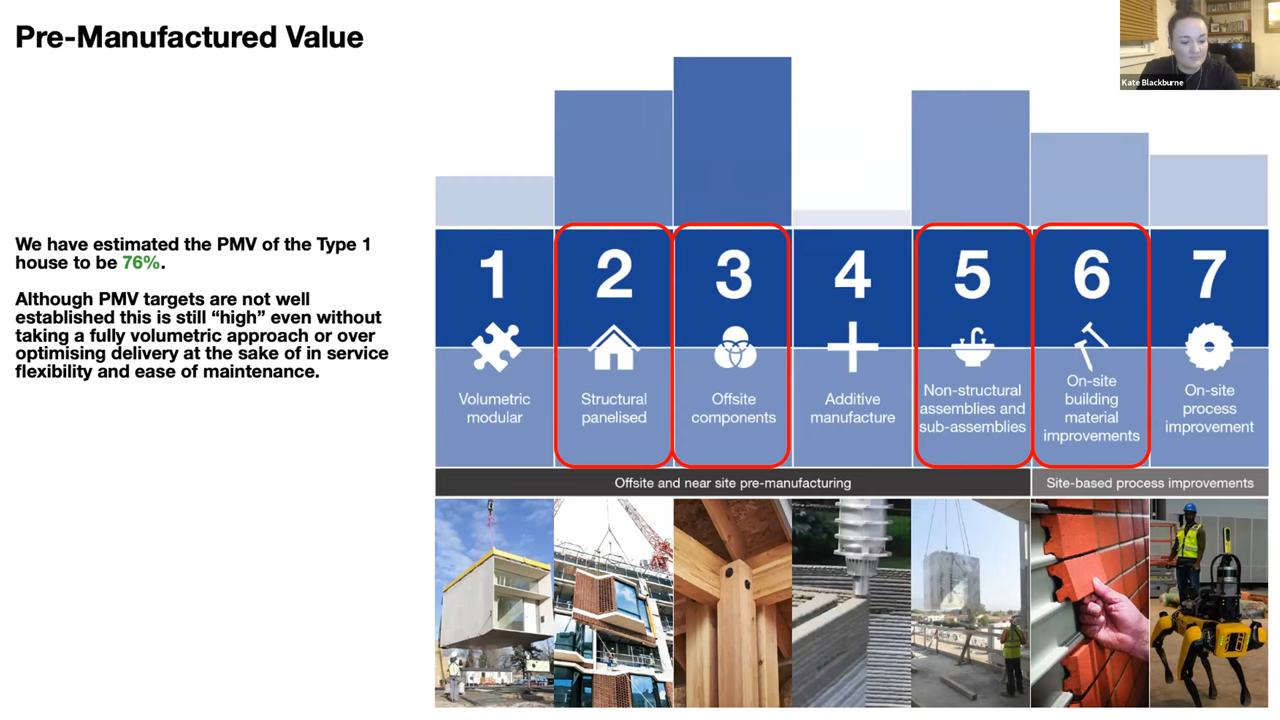 Pre-Manufactured Value
Kate Blackburne
We have estimated the PMV of the Type 1
house to be 76%.
Although PMV targets are not well
established this is still “high” even without
taking a fully volumetric approach or over
optimising delivery at the sake of in service
flexibility and ease of maintenance.
1
Volumetric
modular
2
Structural
panelised
3
Offsite
components
4
Additive
manufacture
5
Non-structural
assemblies and
sub-assemblies
6
On-site
building
material
improvements
7
On-site
process
improvement
Offsite and near site pre-manufacturing
Site-based process improvements